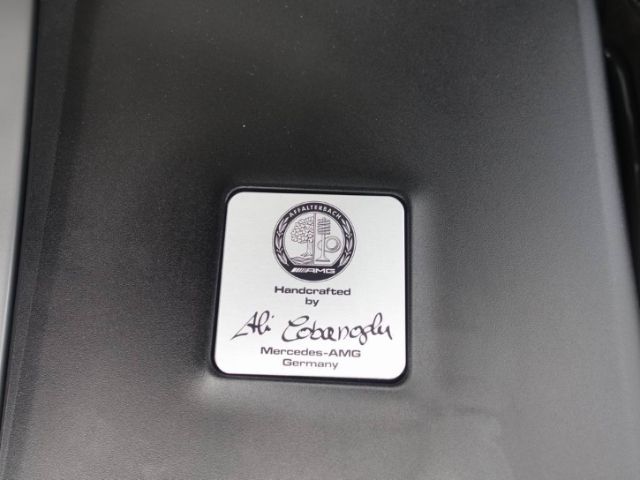 AFFALTERBACH
AMG
Handcrafted
by
Ali Cobanoglu
Mercedes-AMG
Germany